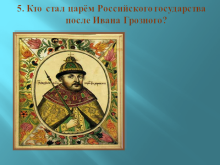 5. Кто стал царём Российского государства
после Ивана Грозного?